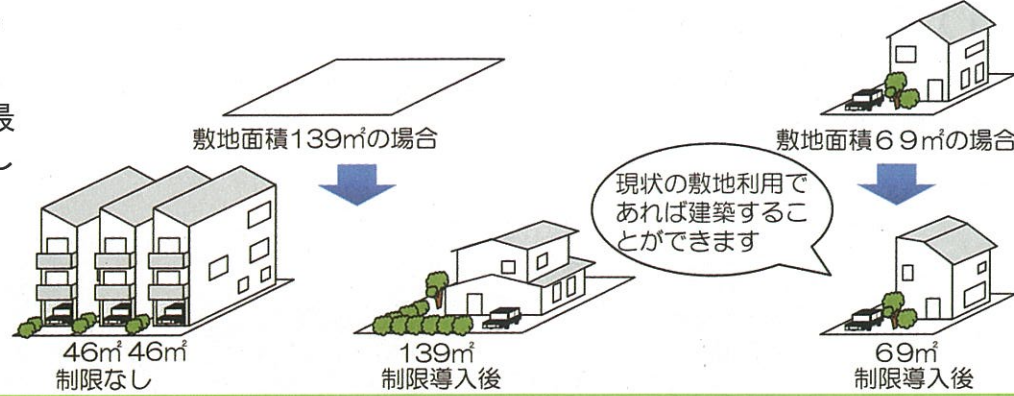 最
し
敷地面積139㎡の場合
敷地面積69㎡の場合
現状の敷地利用で
あれば建築するこ
とができます
46㎡ 46㎡
制限なし
139㎡
制限導入後
69㎡
制限導入後